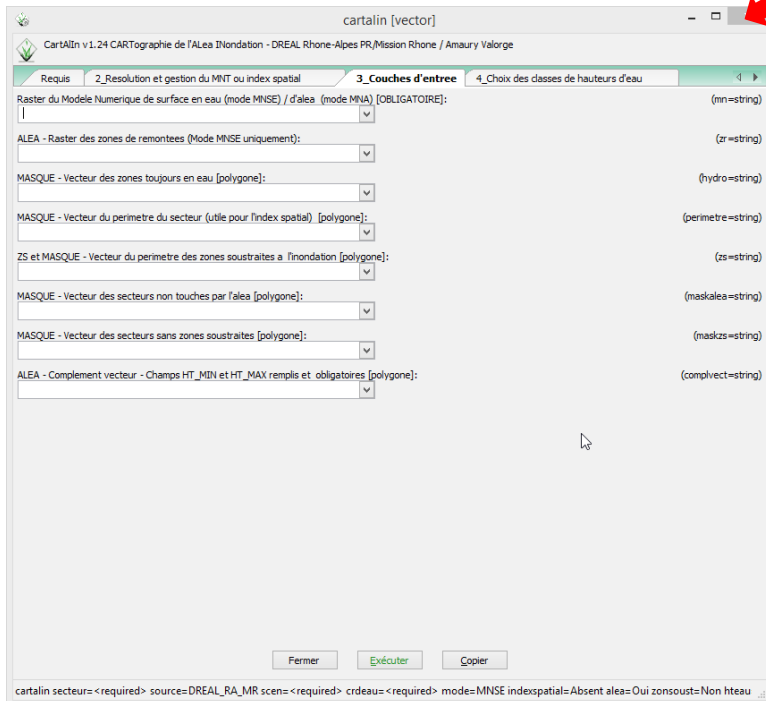 cartalin [vector]
CartAlIn v1.24 CARTographie de l'ALea INondation - DREAL Rhone-Alpes PR/Mission Rhone / Amaury Valorge
Requis 2_Resolution et gestion du MNT ou index spatial 3_Couches d'entree 4_Choix des classes de hauteurs d'eau
Raster du Modele Numerique de surface en eau (mode MNSE) / d'alea (mode MNA) [OBLIGATOIRE]: (mn=string)
ALEA - Raster des zones de remontees (Mode MNSE uniquement): (zr=string)
MASQUE - Vecteur des zones toujours en eau [polygone]: (hydro=string)
MASQUE - Vecteur du perimetre du secteur (utile pour l'index spatial) [polygone]: (perimetre=string)
ZS et MASQUE - Vecteur du perimetre des zones soustraites a l'inondation [polygone]: (zs=string)
MASQUE - Vecteur des secteurs non touches par l'alea [polygone]: (maskalea=string)
MASQUE - Vecteur des secteurs sans zones soustraites [polygone]: (maskzs=string)
ALEA - Complement vecteur - Champs HT_MIN et HT_MAX remplis et obligatoires [polygone]: (complvect=string)
Fermer Exécuter Copier
cartalin secteur=<required> source=DREAL_RA_MR scen=<required> crdeau=<required> mode=MNSE indexspatial=Absent alea=Oui zonsoust=Non hteau